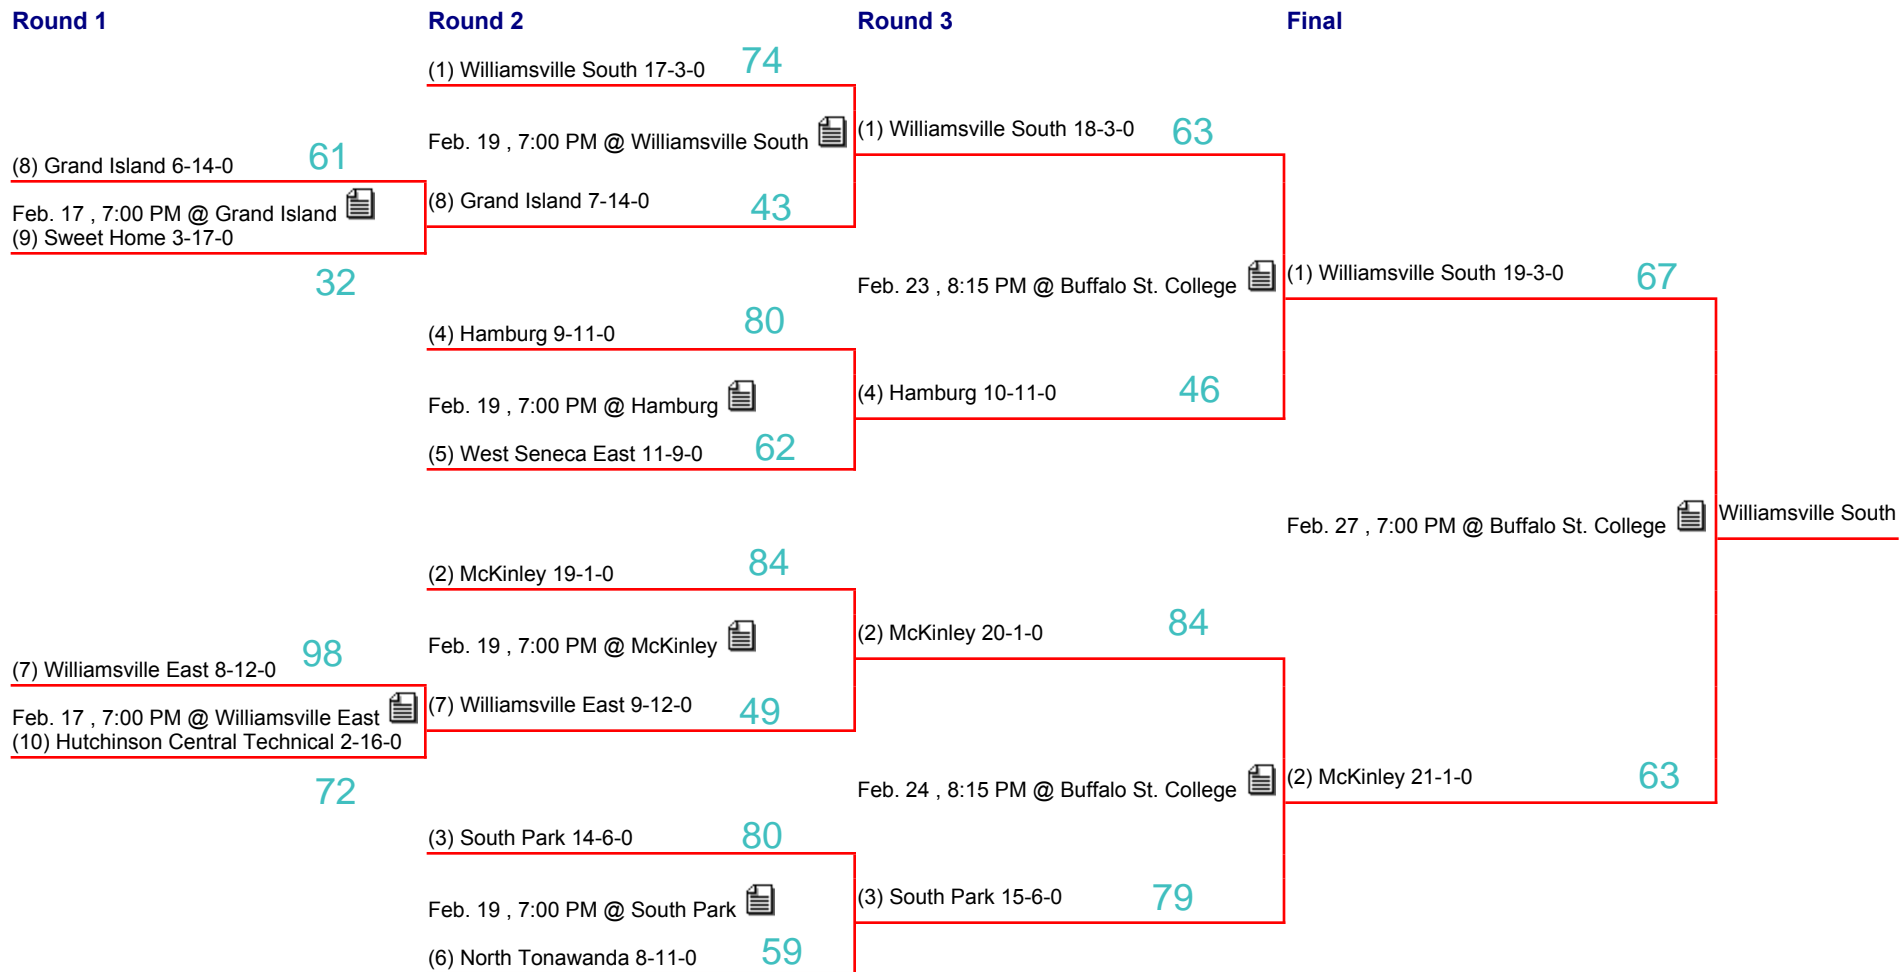 Round 1
Round 2
Round 3
Final
(1) Williamsville South 17-3-0 74
Feb. 19 , 7:00 PM @ Williamsville South
(1) Williamsville South 18-3-0 63
(8) Grand Island 6-14-0 61
Feb. 17 , 7:00 PM @ Grand Island
(9) Sweet Home 3-17-0
32
(8) Grand Island 7-14-0 43
Feb. 23 , 8:15 PM @ Buffalo St. College
(1) Williamsville South 19-3-0 67
(4) Hamburg 9-11-0 80
Feb. 19 , 7:00 PM @ Hamburg
(4) Hamburg 10-11-0 46
(5) West Seneca East 11-9-0 62
Feb. 27 , 7:00 PM @ Buffalo St. College
Williamsville South
(2) McKinley 19-1-0 84
Feb. 19 , 7:00 PM @ McKinley
(2) McKinley 20-1-0 84
(7) Williamsville East 8-12-0 98
Feb. 17 , 7:00 PM @ Williamsville East
(10) Hutchinson Central Technical 2-16-0
72
(7) Williamsville East 9-12-0 49
Feb. 24 , 8:15 PM @ Buffalo St. College
(2) McKinley 21-1-0 63
(3) South Park 14-6-0 80
Feb. 19 , 7:00 PM @ South Park
(3) South Park 15-6-0 79
(6) North Tonawanda 8-11-0 59